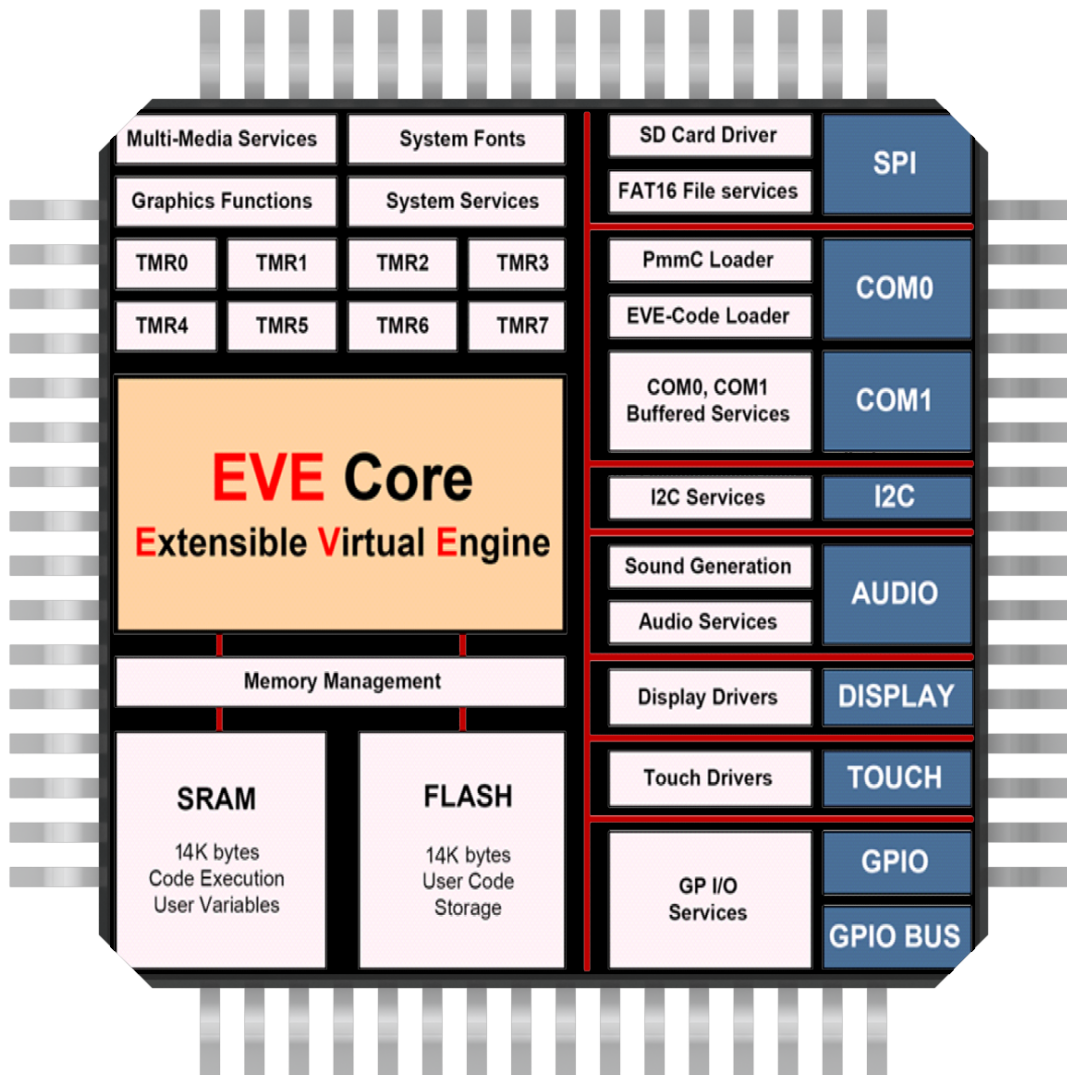 Multi-Media Services
System Fonts
Graphics Functions
System Services
TMR0
TMR1
TMR2
TMR3
TMR4
TMR5
TMR6
TMR7
EVE Core
Extensible Virtual Engine
Memory Management
SRAM
14K bytes
Code Execution
User Variables
FLASH
14K bytes
User Code
Storage
SD Card Driver
FAT16 File services
SPI
PmmC Loader
EVE-Code Loader
COM0
COM0, COM1
Buffered Services
COM1
I2C Services
I2C
Sound Generation
Audio Services
AUDIO
Display Drivers
DISPLAY
Touch Drivers
TOUCH
GP I/O
Services
GPIO
GPIO BUS